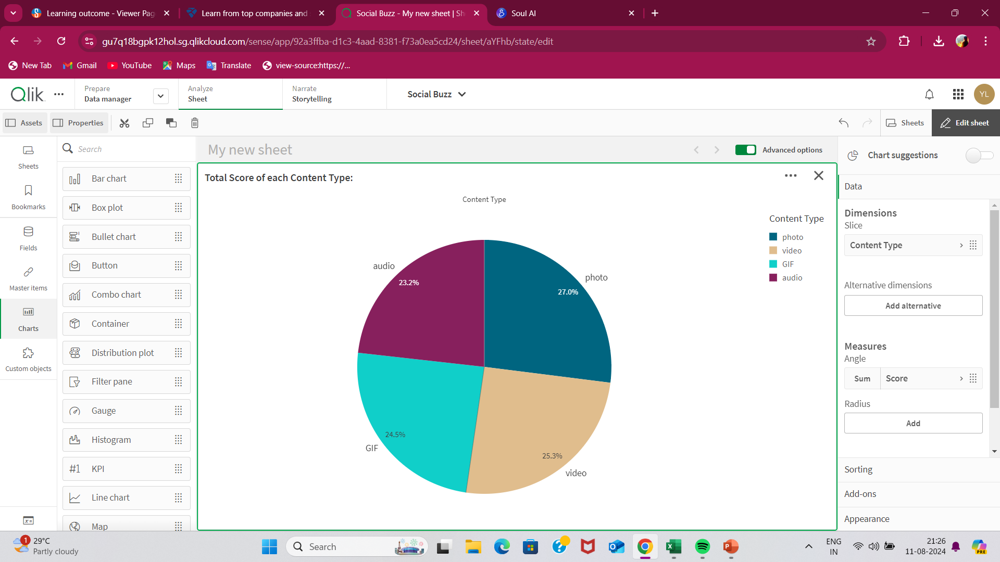 Learning outcome - Viewer Pag
Learn from top companies and
Social Buzz - My new sheet | Sh
Soul AI
gu7q18bgpk12hol.sg.qlikcloud.com/sense/app/92a3ffba-d1c3-4aad-8381-f73a0ea5cd24/sheet/aYFhb/state/edit
New Tab
Gmail
YouTube
Maps
Translate
view-source:https://...
Qlik
Prepare
Data manager
Analyze
Sheet
Narrate
Storytelling
Social Buzz
YL
Assets
Properties
Sheets
Edit sheet
Sheets
Bookmarks
Fields
Master items
Charts
Custom objects
Search
Bar chart
Box plot
Bullet chart
Button
Combo chart
Container
Distribution plot
Filter pane
Gauge
Histogram
#1 KPI
Line chart
Map
My new sheet
Advanced options
Total Score of each Content Type:
Content Type
audio
23.2%
photo
27.0%
24.5%
GIF
25.3%
video
Content Type
photo
video
GIF
audio
Chart suggestions
Data
Dimensions
Slice
Content Type
Alternative dimensions
Add alternative
Measures
Angle
Sum Score
Radius
Add
Sorting
Add-ons
Appearance
1
29°C
Partly cloudy
Search
ENG
IN
21:26
11-08-2024
PRE